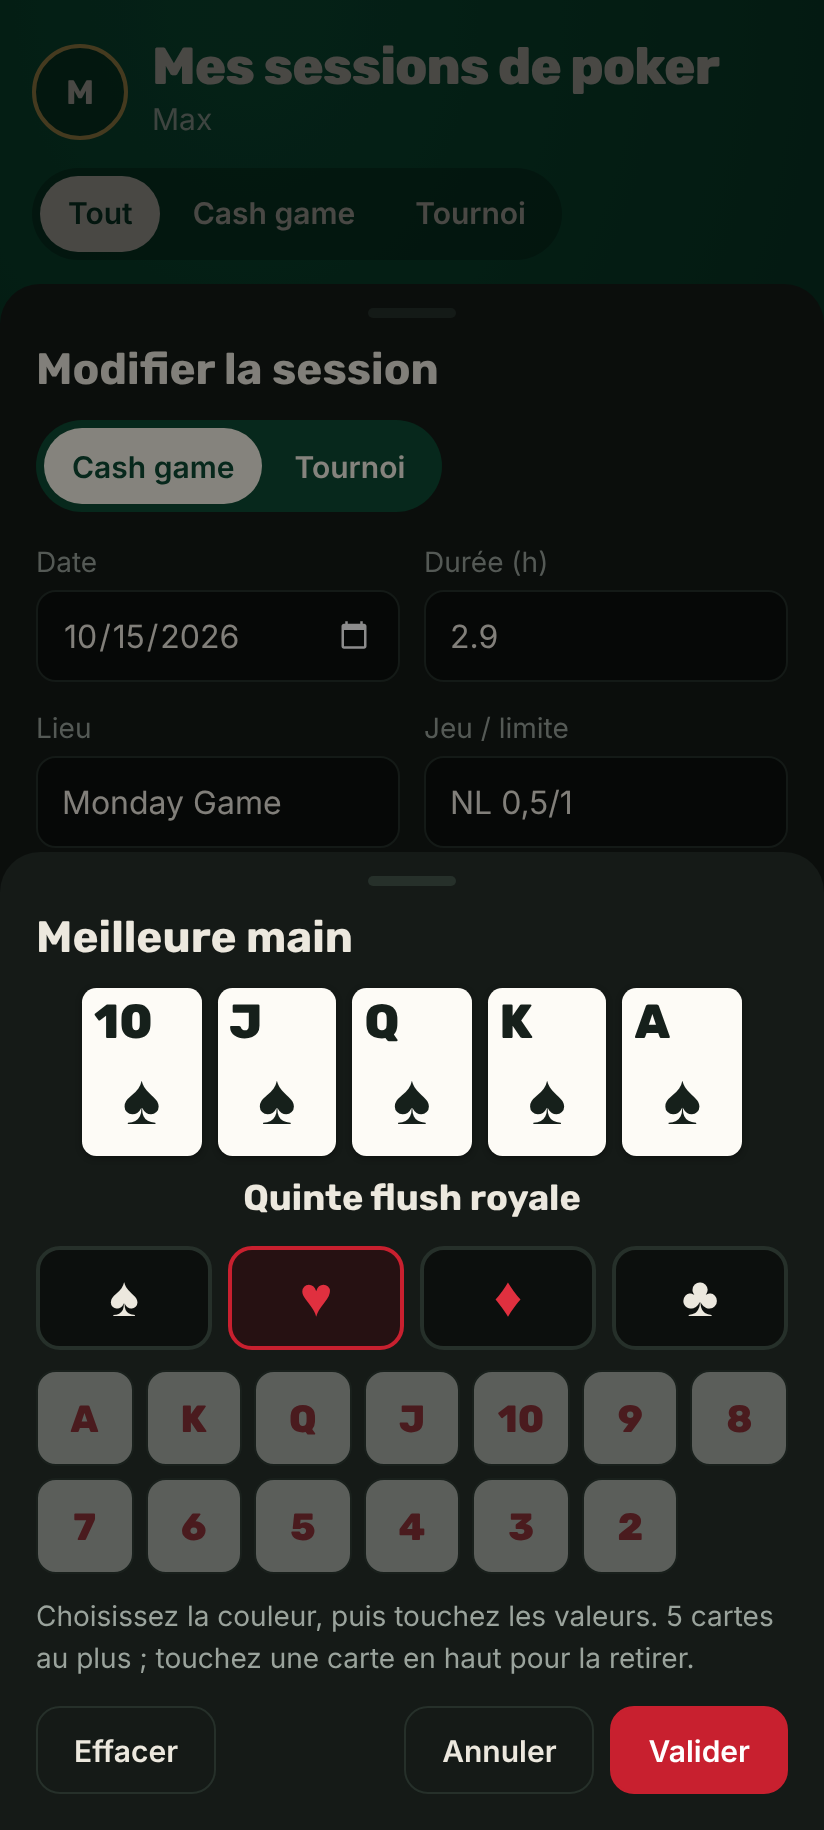 M
Mes sessions de poker
Max
Tout Cash game Tournoi
Modifier la session
Cash game Tournoi
Date Durée (h)
10/15/2026 2.9
Lieu Jeu / limite
Monday Game NL 0,5/1
Meilleure main
10 J Q K A
♠ ♠ ♠ ♠ ♠
Quinte flush royale
♠ ♥ ♦ ♣
A K Q J 10 9 8
7 6 5 4 3 2
Choisissez la couleur, puis touchez les valeurs. 5 cartes
au plus ; touchez une carte en haut pour la retirer.
Effacer Annuler Valider